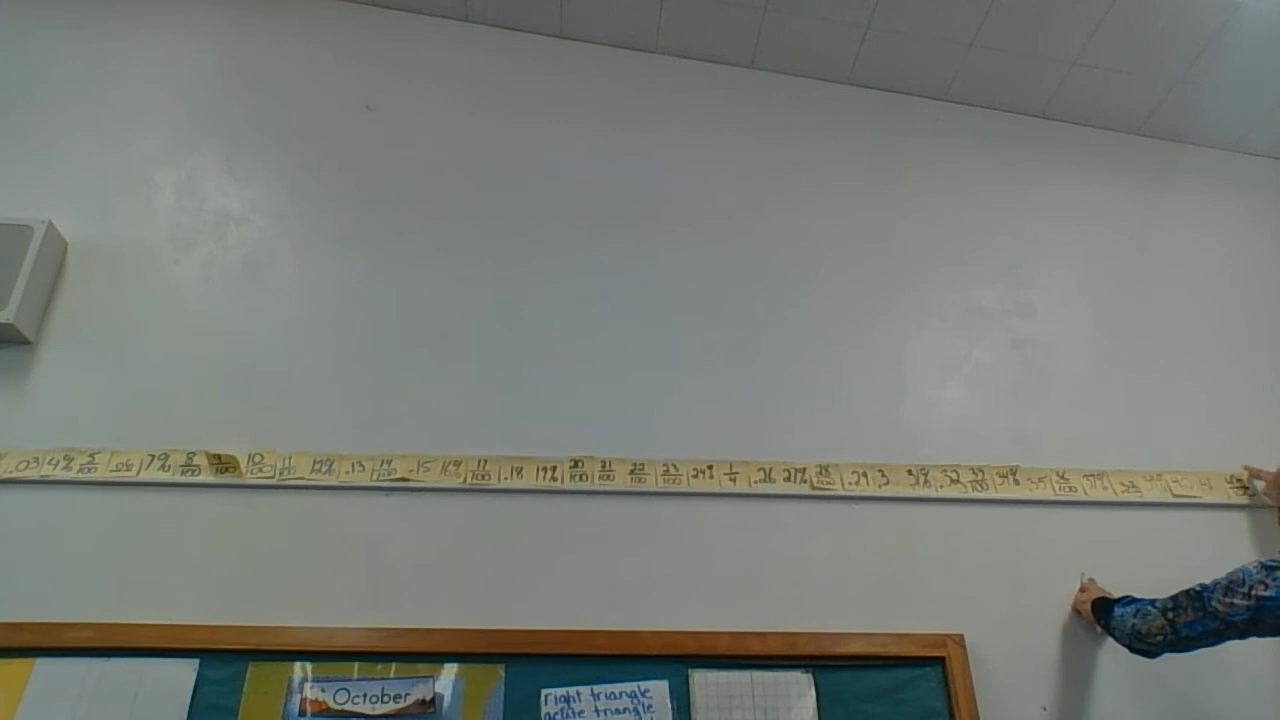 .03 4% 5/100 .06 7% 8/100 9/100 10/100 11/100 12% .13 14/100 .15 16% 17/100 .18 19% 20/100 21/100 22/100 23/100 24% 1/4 .26 27% 28/100 .29 .3 31% .32 33/100 34% .35 36/100 37%
October
right triangle
acute triangle